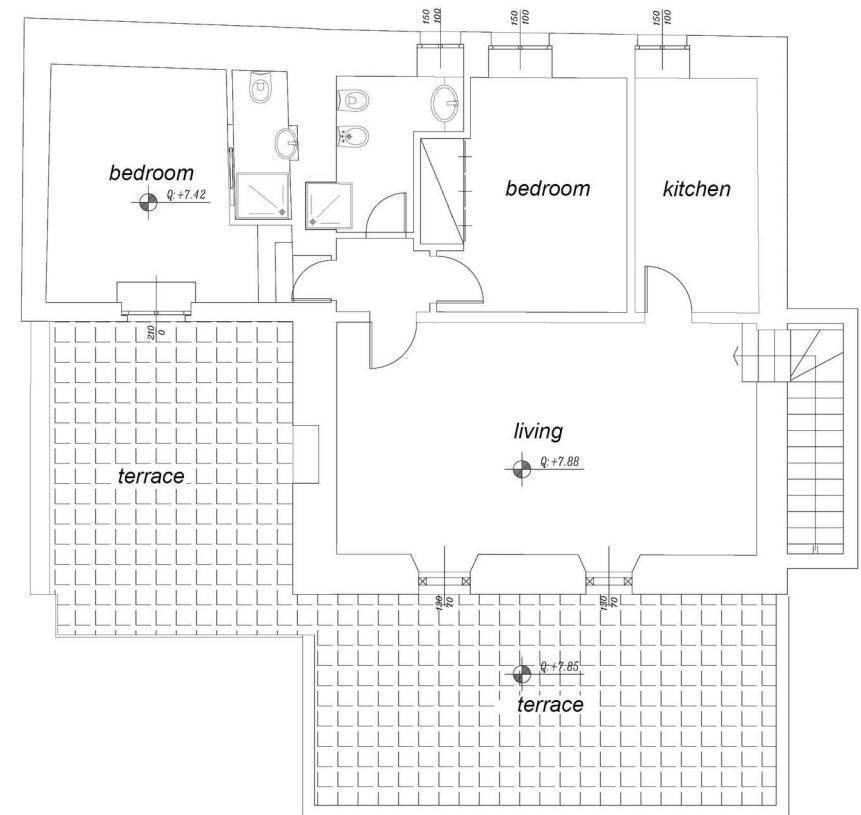 150
100
150
100
150
100
bedroom
Q:+7.42
bedroom
kitchen
210
0
living
Q:+7.88
terrace
130
70
130
70
Q:+7.85
terrace